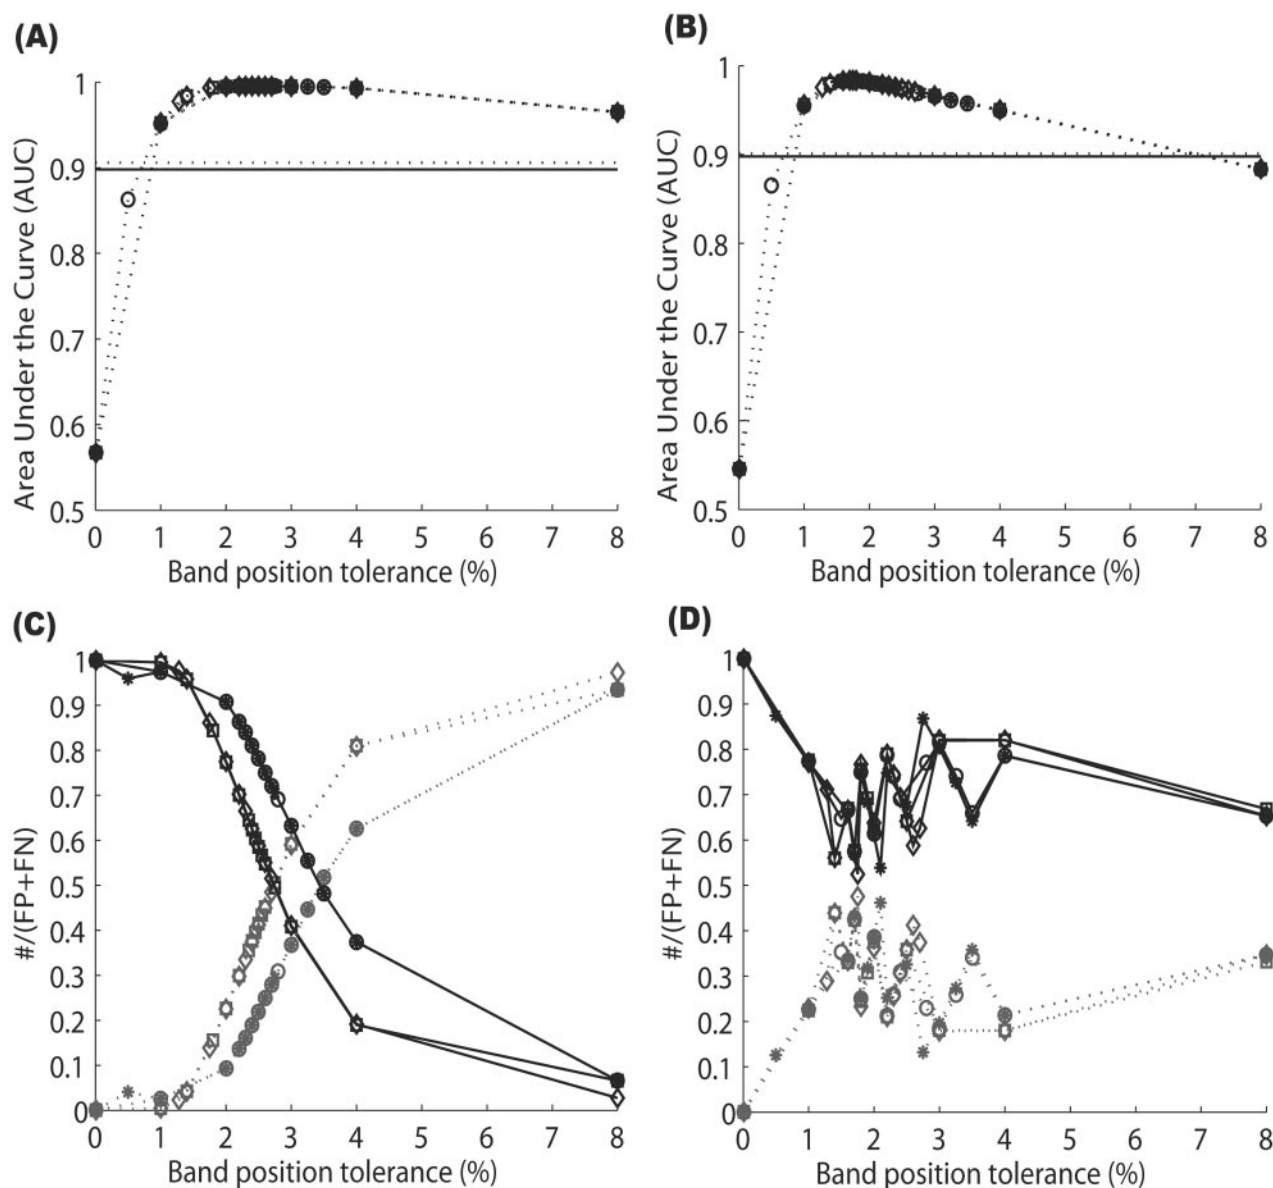 (A)
1
0.9
0.8
0.7
0.6
0.5
Area Under the Curve (AUC)
0 1 2 3 4 5 6 7 8
Band position tolerance (%)
(B)
1
0.9
0.8
0.7
0.6
0.5
Area Under the Curve (AUC)
0 1 2 3 4 5 6 7 8
Band position tolerance (%)
(C)
1
0.9
0.8
0.7
0.6
0.5
0.4
0.3
0.2
0.1
0
#/(FP+FN)
0 1 2 3 4 5 6 7 8
Band position tolerance (%)
(D)
1
0.9
0.8
0.7
0.6
0.5
0.4
0.3
0.2
0.1
0
#/(FP+FN)
0 1 2 3 4 5 6 7 8
Band position tolerance (%)